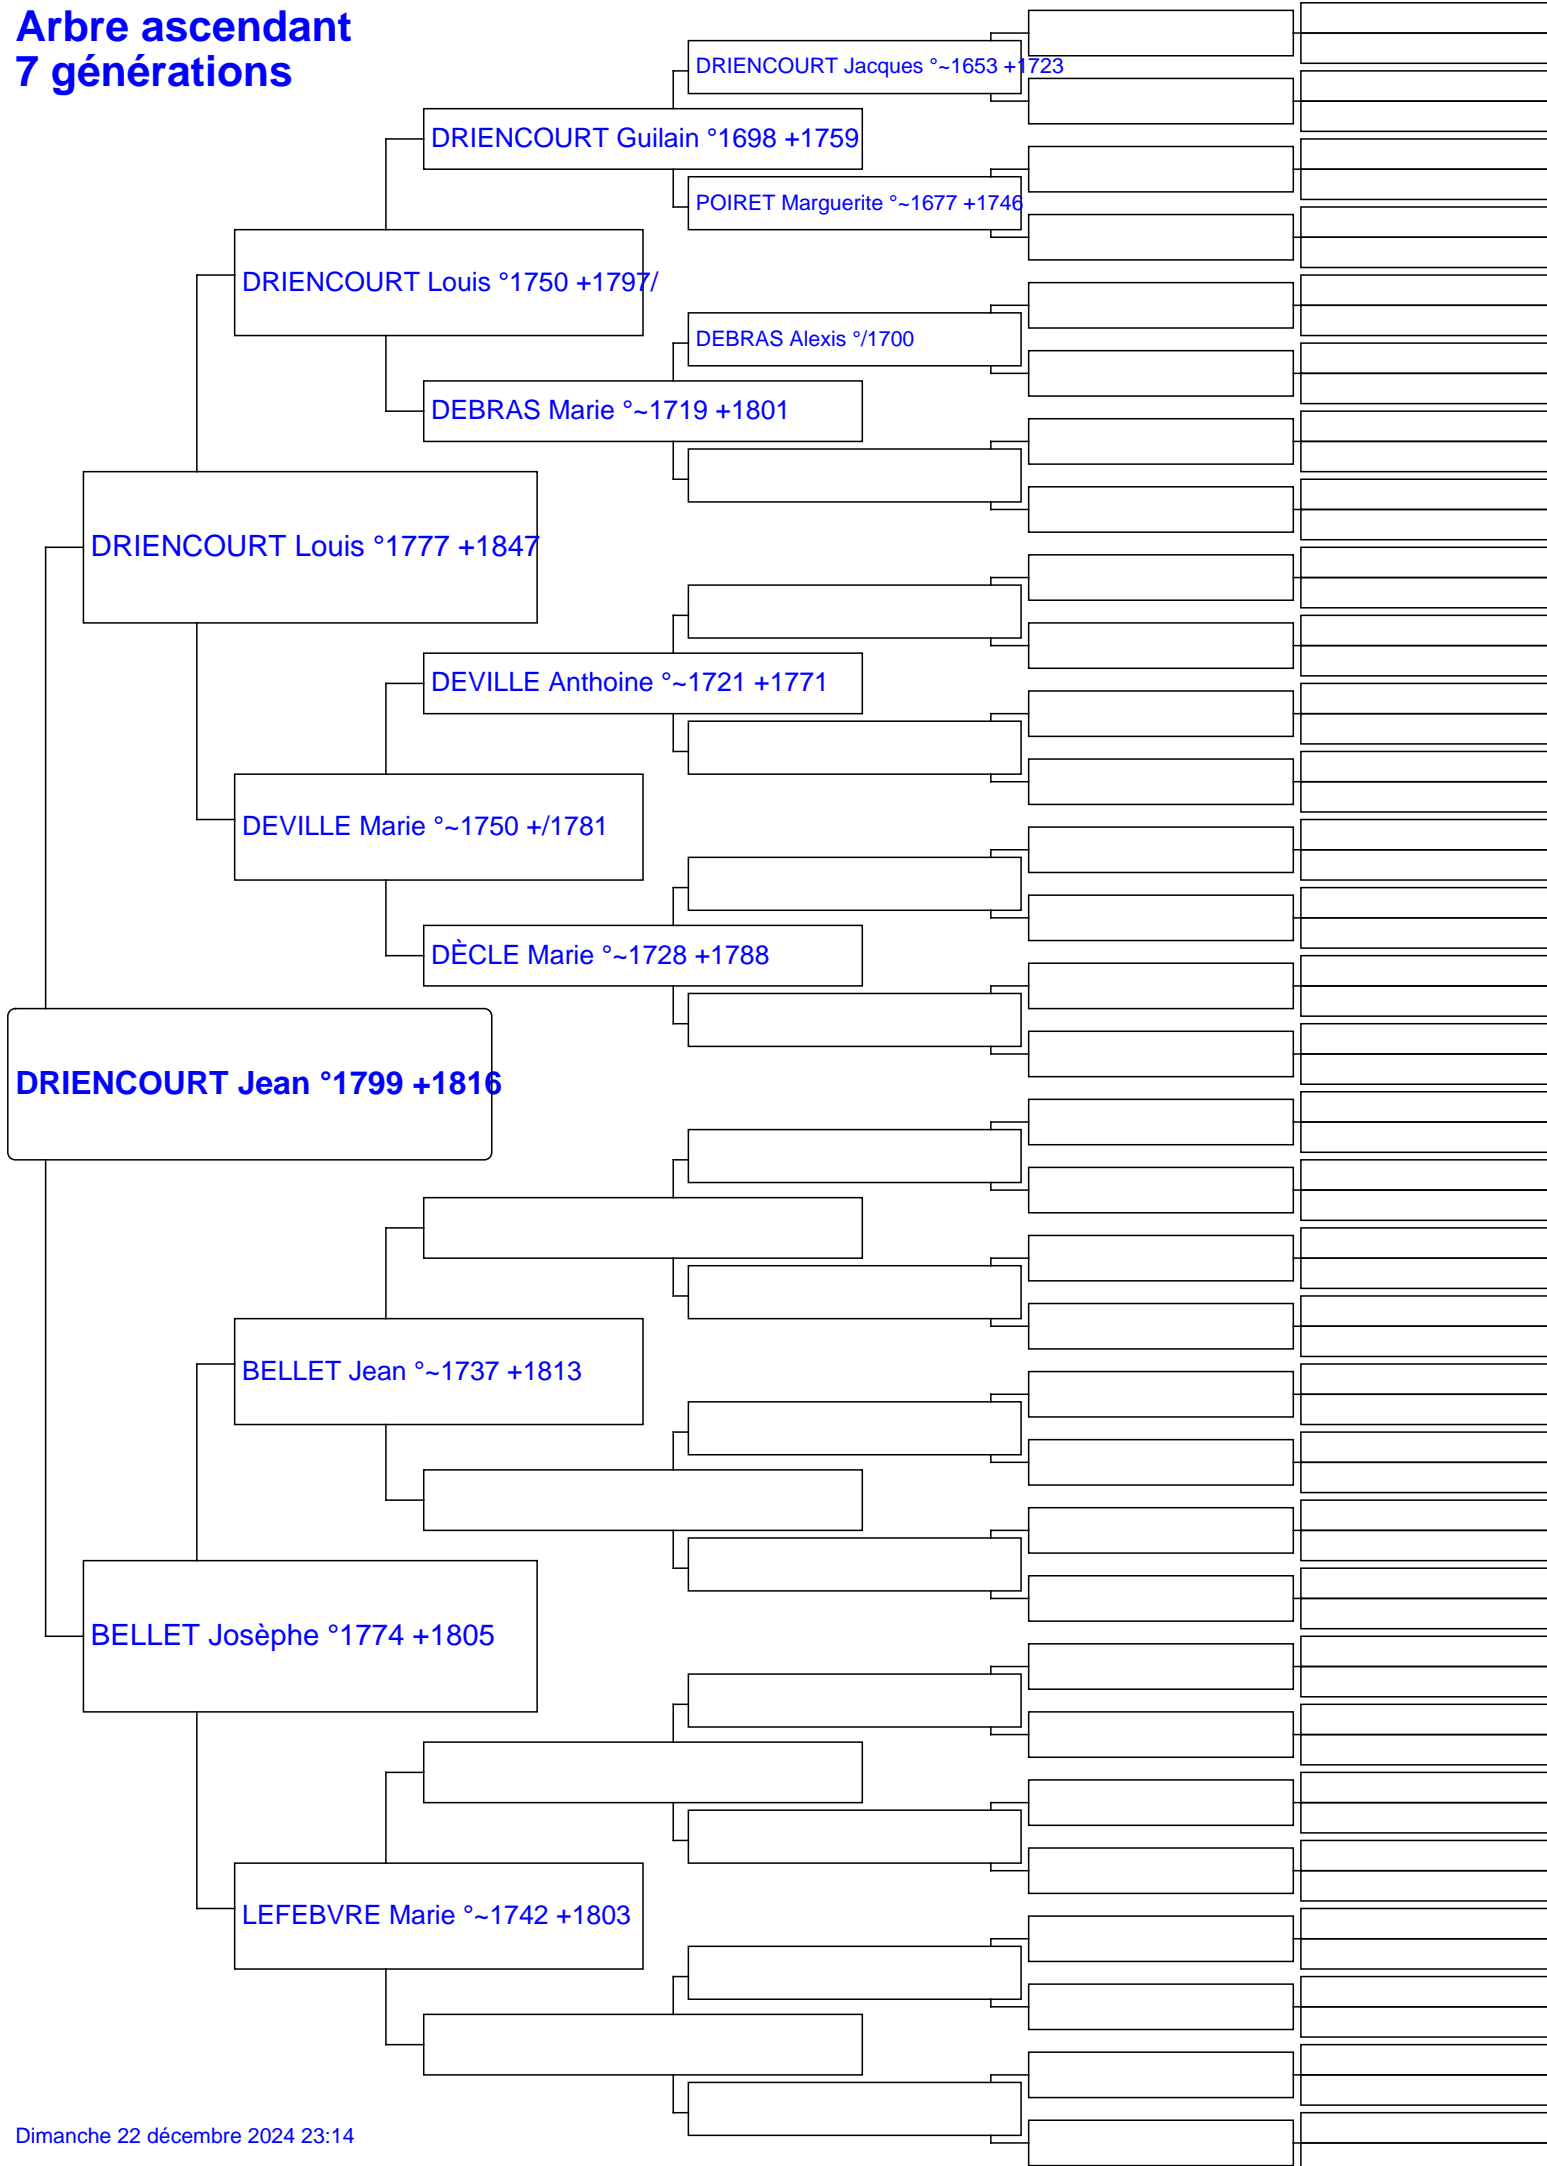 Arbre ascendant
7 générations
DRIENCOURT Jacques °~1653 +1723
DRIENCOURT Guilain °1698 +1759
POIRET Marguerite °~1677 +1746
DRIENCOURT Louis °1750 +1797/
DEBRAS Alexis °/1700
DEBRAS Marie °~1719 +1801
DRIENCOURT Louis °1777 +1847
DEVILLE Anthoine °~1721 +1771
DEVILLE Marie °~1750 +/1781
DÈCLE Marie °~1728 +1788
DRIENCOURT Jean °1799 +1816
BELLET Jean °~1737 +1813
BELLET Josèphe °1774 +1805
LEFEBVRE Marie °~1742 +1803
Dimanche 22 décembre 2024 23:14